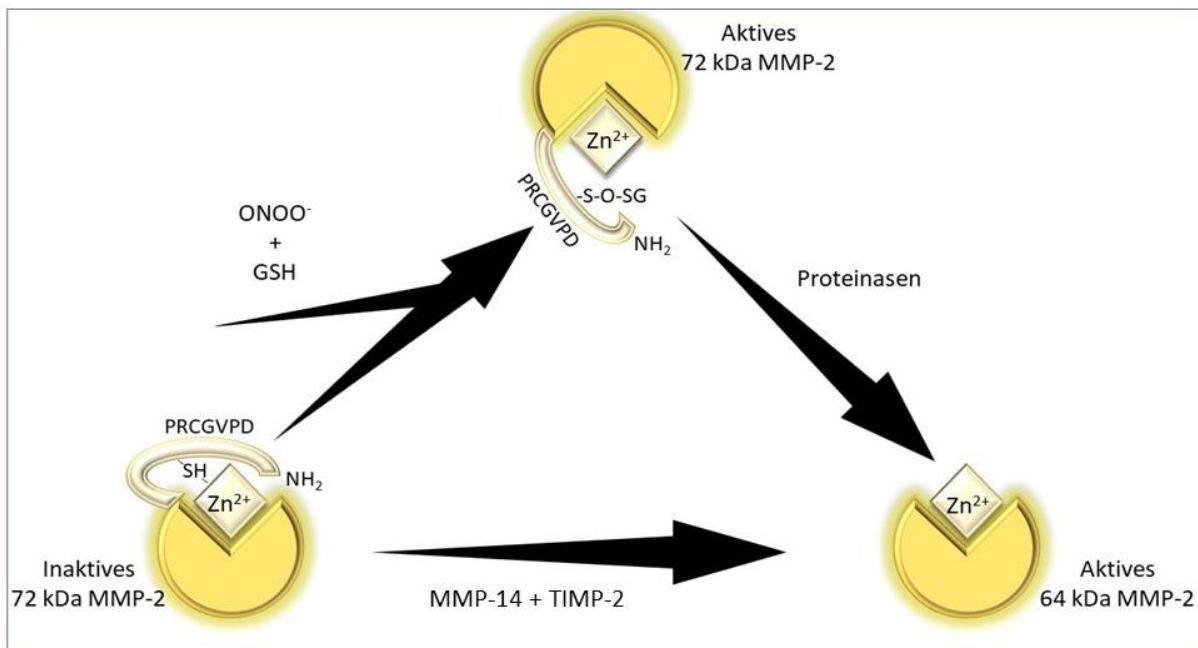 Aktives
72 kDa MMP-2
Zn²⁺
-S-O-SG
PRCGVPD
NH₂
ONOO⁻
+
GSH
Proteinasen
PRCGVPD
SH
NH₂
Zn²⁺
Inaktives
72 kDa MMP-2
MMP-14 + TIMP-2
Zn²⁺
Aktives
64 kDa MMP-2